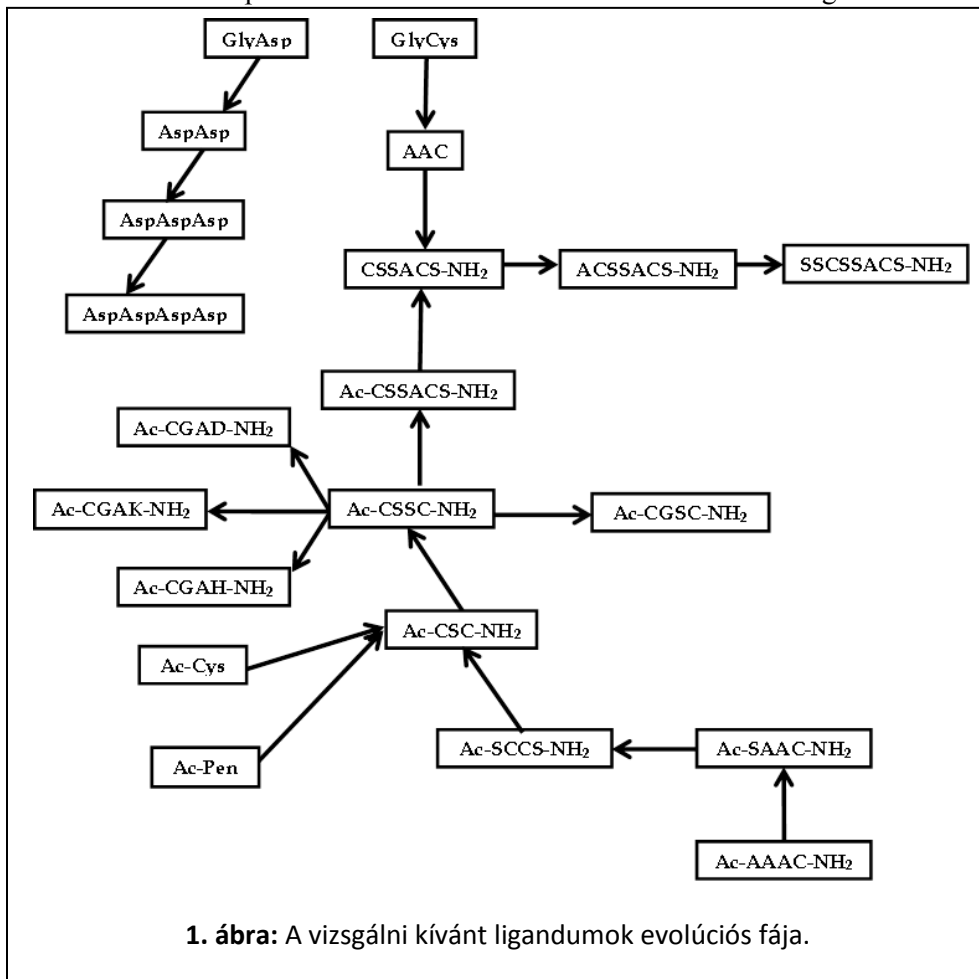 GlyAsp
GlyCys
AspAsp
AAC
AspAspAsp
CSSACS-NH₂
ACSSACS-NH₂
SSCSSACS-NH₂
AspAspAspAsp
Ac-CSSACS-NH₂
Ac-CGAD-NH₂
Ac-CGAK-NH₂
Ac-CSSC-NH₂
Ac-CGSC-NH₂
Ac-CGAH-NH₂
Ac-CSC-NH₂
Ac-Cys
Ac-SCCS-NH₂
Ac-SAAC-NH₂
Ac-Pen
Ac-AAAC-NH₂
1. ábra: A vizsgálni kívánt ligandumok evolúciós fája.